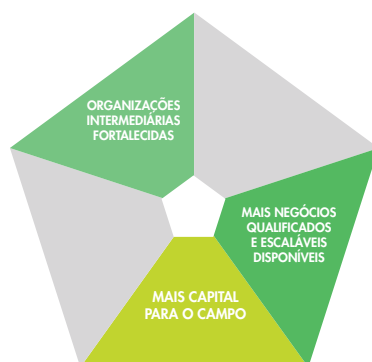 ORGANIZAÇÕES
INTERMEDIÁRIAS
FORTALECIDAS
MAIS NEGÓCIOS
QUALIFICADOS
E ESCALÁVEIS
DISPONÍVEIS
MAIS CAPITAL
PARA O CAMPO